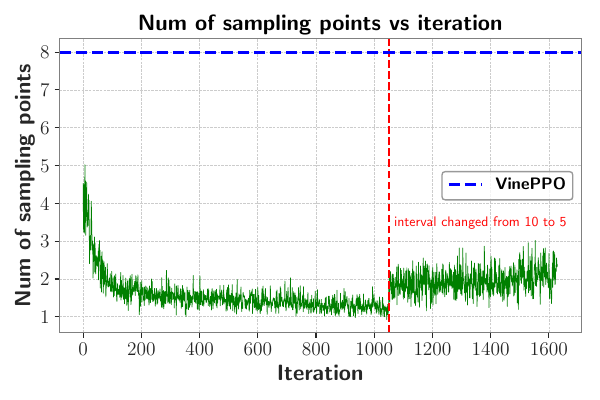 Num of sampling points vs iteration
Num of sampling points
8
7
6
5
4
3
2
1
VinePPO
interval changed from 10 to 5
0 200 400 600 800 1000 1200 1400 1600
Iteration